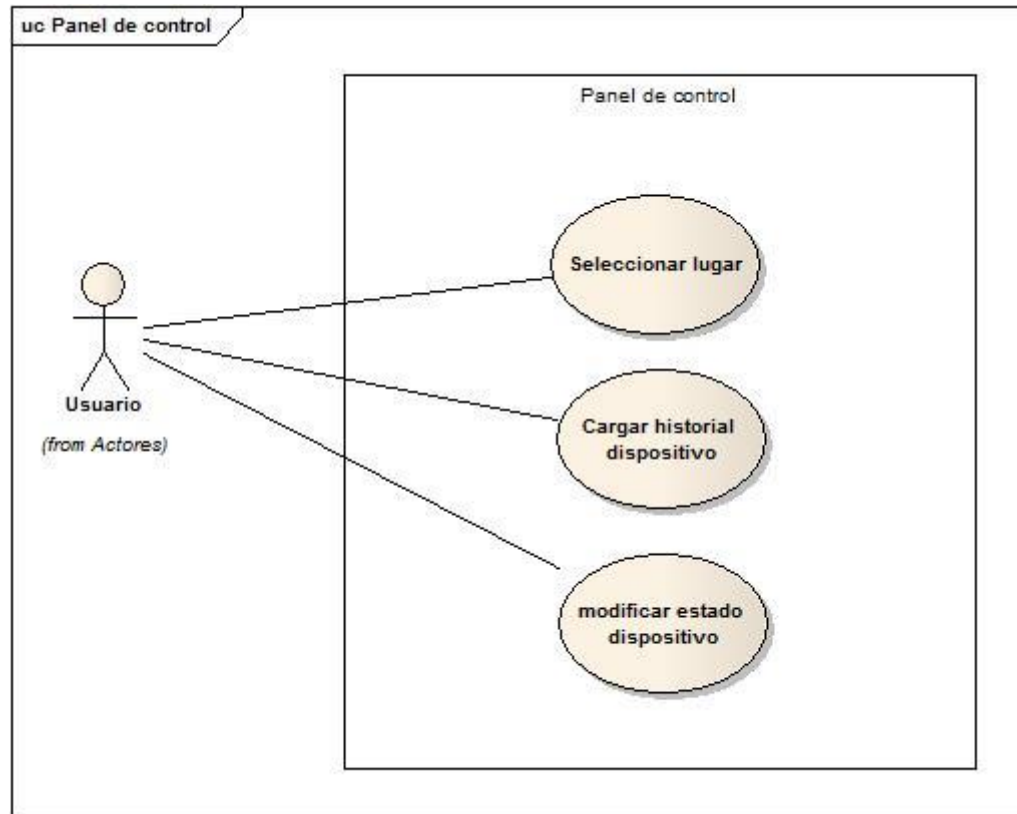 uc Panel de control
Panel de control
Seleccionar lugar
Usuario
(from Actores)
Cargar historial
dispositivo
modificar estado
dispositivo